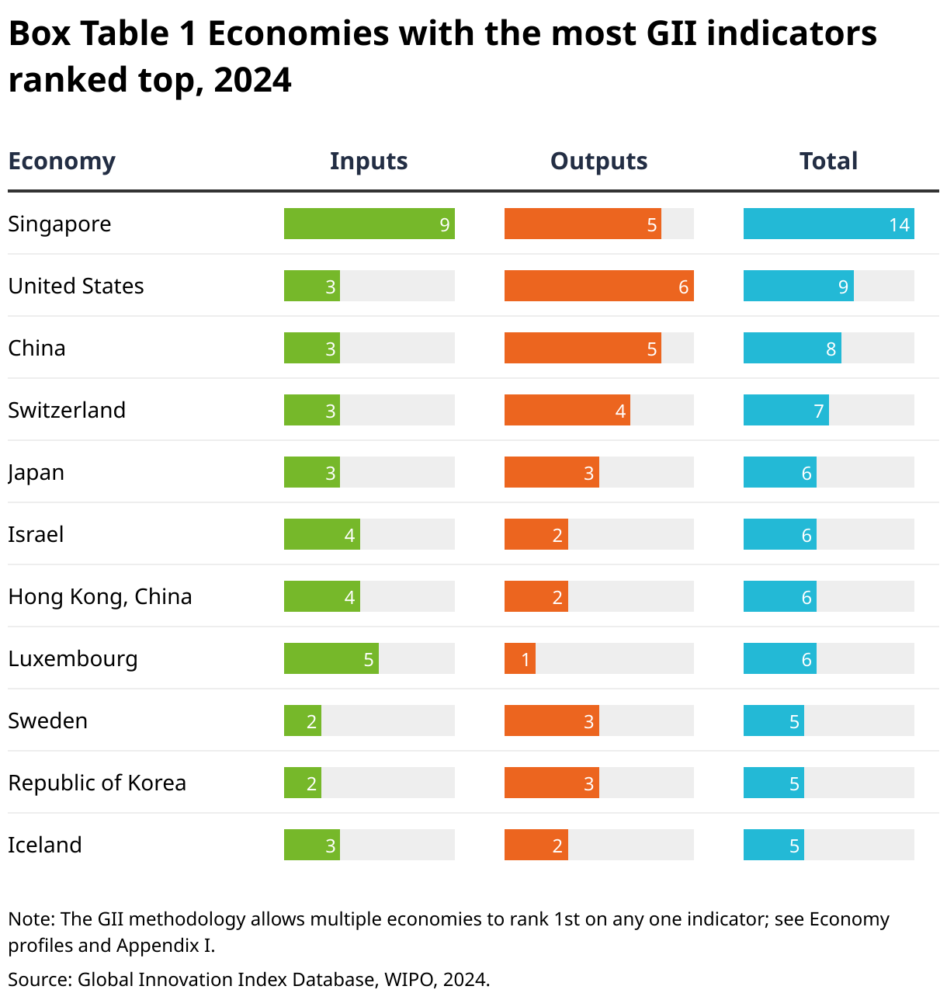 Box Table 1 Economies with the most GII indicators
ranked top, 2024
Economy Inputs Outputs Total
Singapore 9 5 14
United States 3 6 9
China 3 5 8
Switzerland 3 4 7
Japan 3 3 6
Israel 4 2 6
Hong Kong, China 4 2 6
Luxembourg 5 1 6
Sweden 2 3 5
Republic of Korea 2 3 5
Iceland 3 2 5
Note: The GII methodology allows multiple economies to rank 1st on any one indicator; see Economy
profiles and Appendix I.
Source: Global Innovation Index Database, WIPO, 2024.